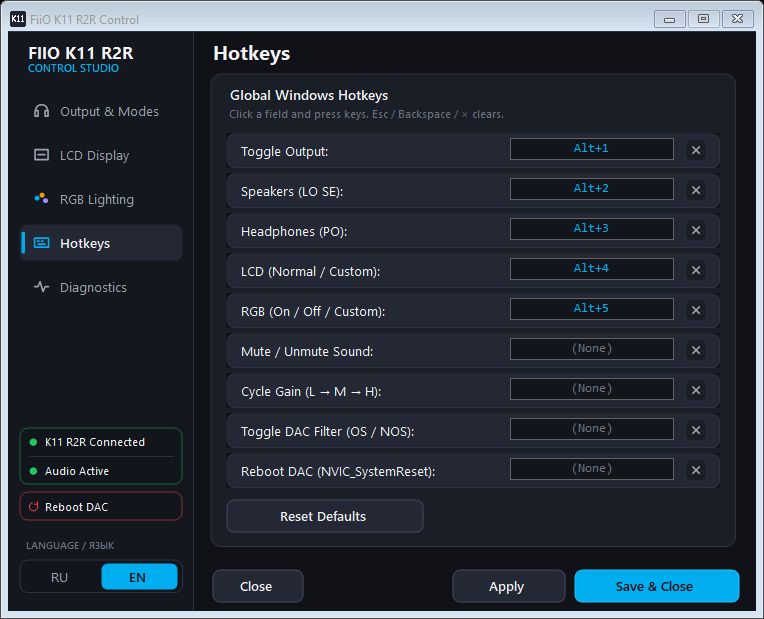 K11 FiiO K11 R2R Control
FIIO K11 R2R
CONTROL STUDIO
Output & Modes
LCD Display
RGB Lighting
Hotkeys
Diagnostics
K11 R2R Connected
Audio Active
Reboot DAC
LANGUAGE / ЯЗЫК
RU EN
Hotkeys
Global Windows Hotkeys
Click a field and press keys. Esc / Backspace / × clears.
Toggle Output: Alt+1 ✕
Speakers (LO SE): Alt+2 ✕
Headphones (PO): Alt+3 ✕
LCD (Normal / Custom): Alt+4 ✕
RGB (On / Off / Custom): Alt+5 ✕
Mute / Unmute Sound: (None) ✕
Cycle Gain (L → M → H): (None) ✕
Toggle DAC Filter (OS / NOS): (None) ✕
Reboot DAC (NVIC_SystemReset): (None) ✕
Reset Defaults
Close Apply Save & Close